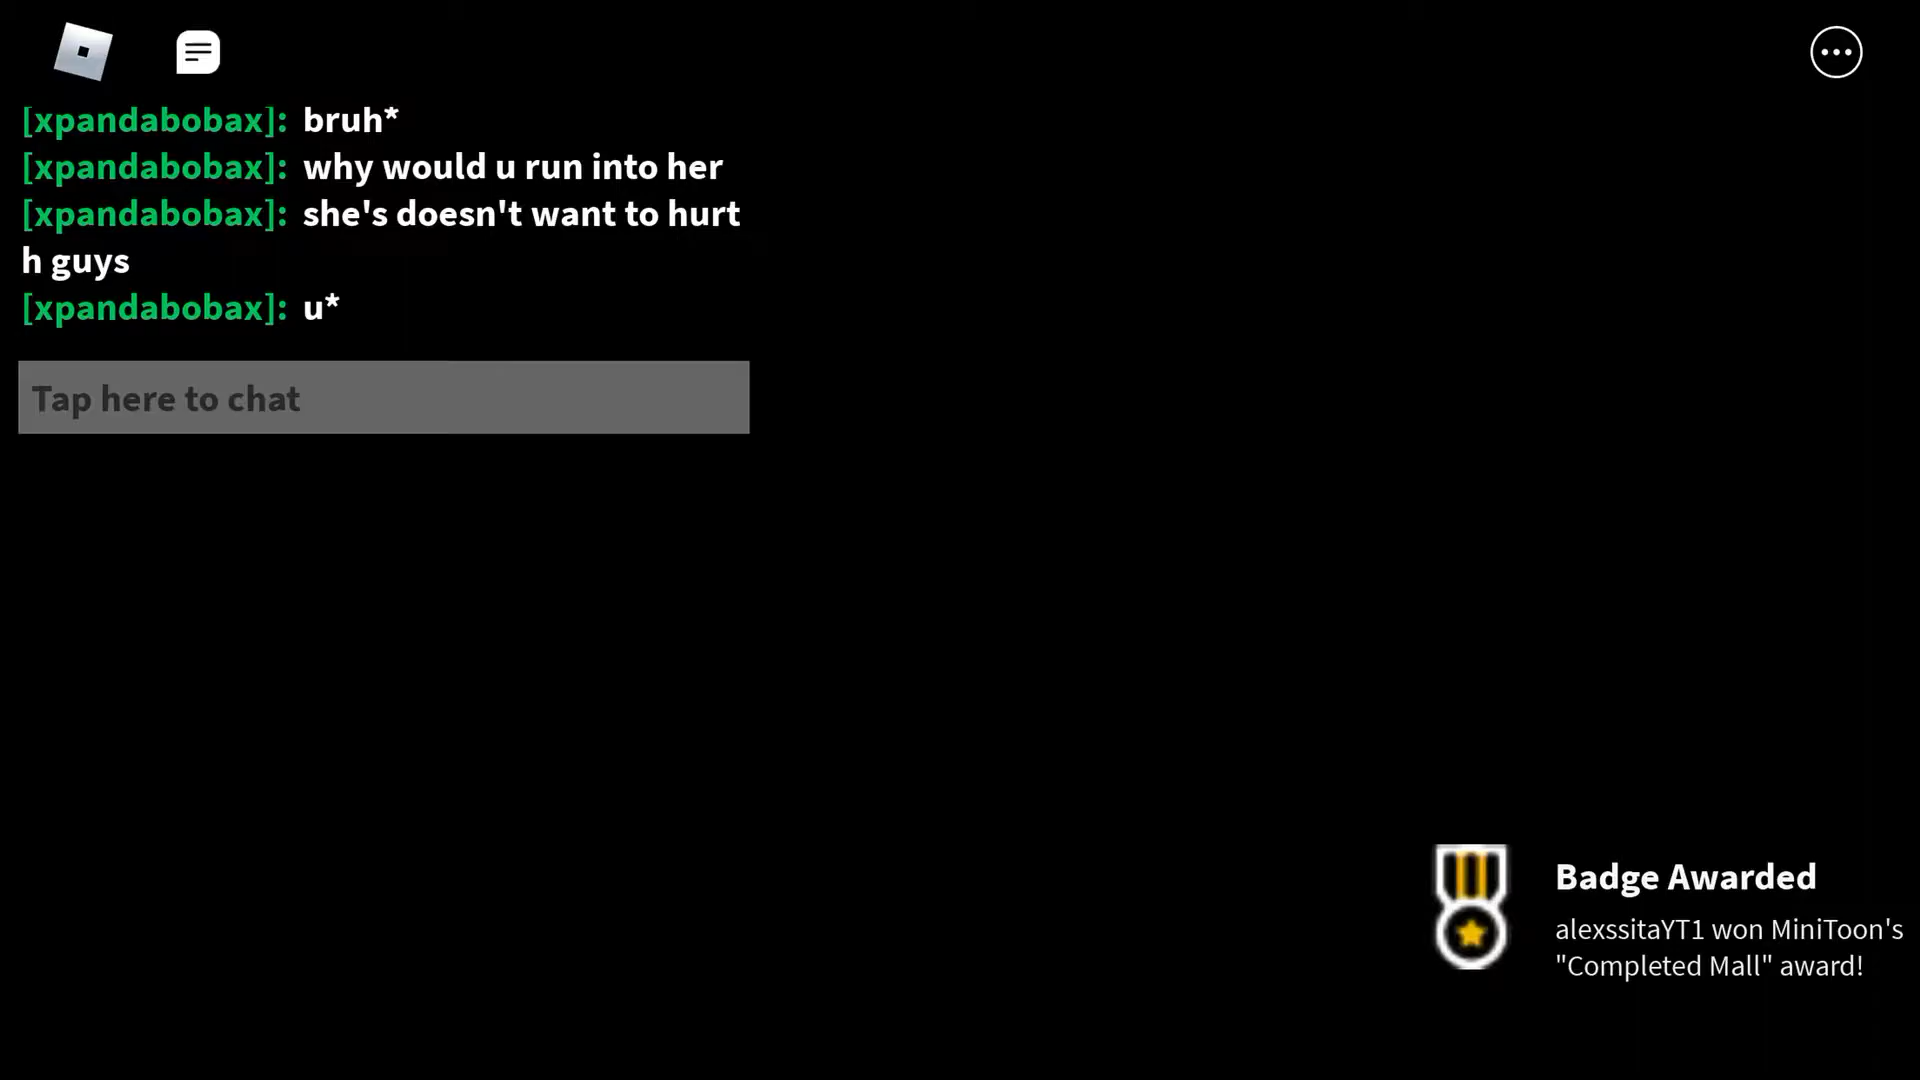 [xpandabobax]: bruh*
[xpandabobax]: why would u run into her
[xpandabobax]: she's doesn't want to hurt
h guys
[xpandabobax]: u*
Tap here to chat
Badge Awarded
alexssitaYT1 won MiniToon's
"Completed Mall" award!